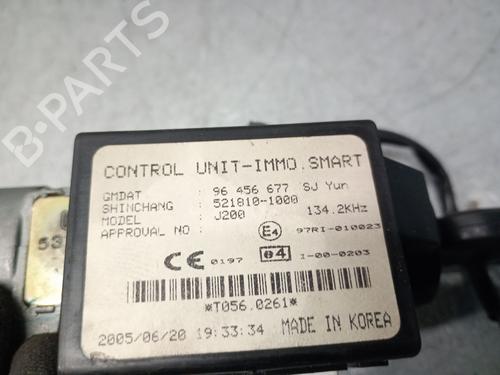 CONTROL UNIT-IMMO.SMART
GMDAT : 96 456 677 SJ Yun
SHINCHANG : 521810-1000
MODEL : J200 134.2KHz
APPROVAL NO : E4 97RI-010023
CE 0197 e4 I-00-0203
*T056.0261*
2005/06/20 19:33:34 MADE IN KOREA
53
B-PARTS